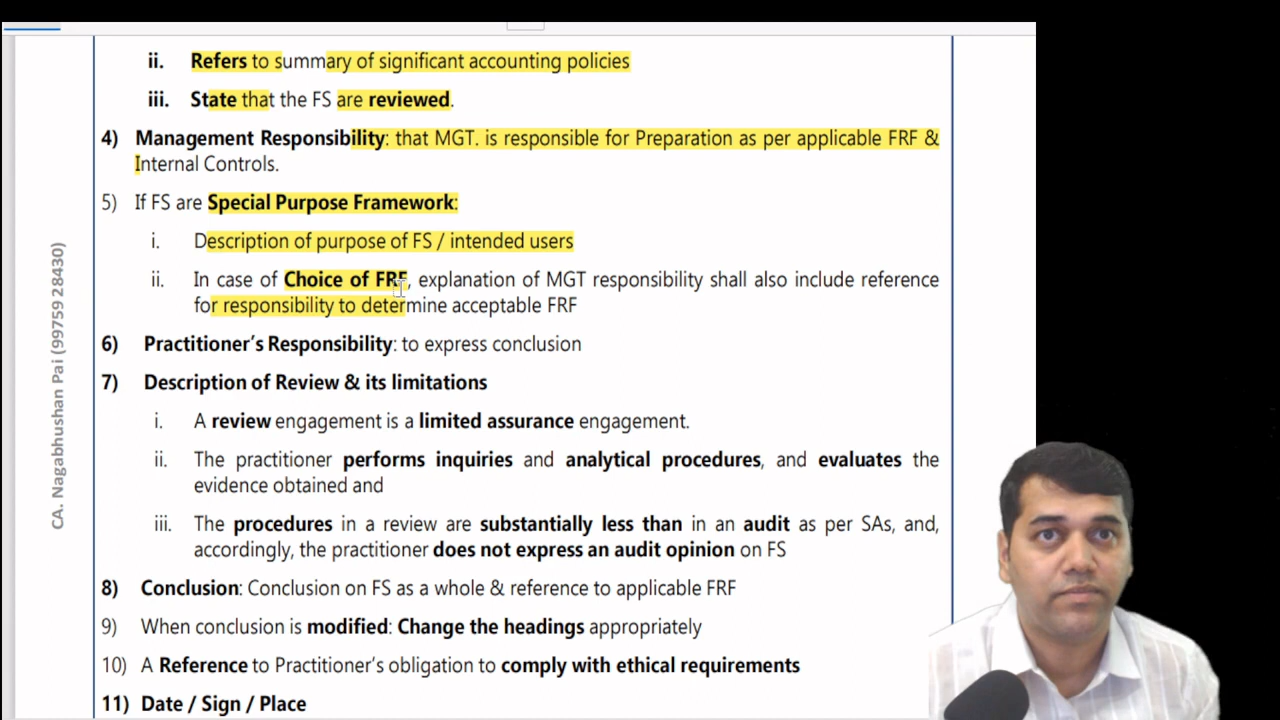 ii. Refers to summary of significant accounting policies
iii. State that the FS are reviewed.
4) Management Responsibility: that MGT. is responsible for Preparation as per applicable FRF &
Internal Controls.
5) If FS are Special Purpose Framework:
i. Description of purpose of FS / intended users
ii. In case of Choice of FRF, explanation of MGT responsibility shall also include reference
for responsibility to determine acceptable FRF
6) Practitioner's Responsibility: to express conclusion
7) Description of Review & its limitations
i. A review engagement is a limited assurance engagement.
ii. The practitioner performs inquiries and analytical procedures, and evaluates the
evidence obtained and
iii. The procedures in a review are substantially less than in an audit as per SAs, and,
accordingly, the practitioner does not express an audit opinion on FS
8) Conclusion: Conclusion on FS as a whole & reference to applicable FRF
9) When conclusion is modified: Change the headings appropriately
10) A Reference to Practitioner's obligation to comply with ethical requirements
11) Date / Sign / Place
CA. Nagabhushan Pai (99759 28430)